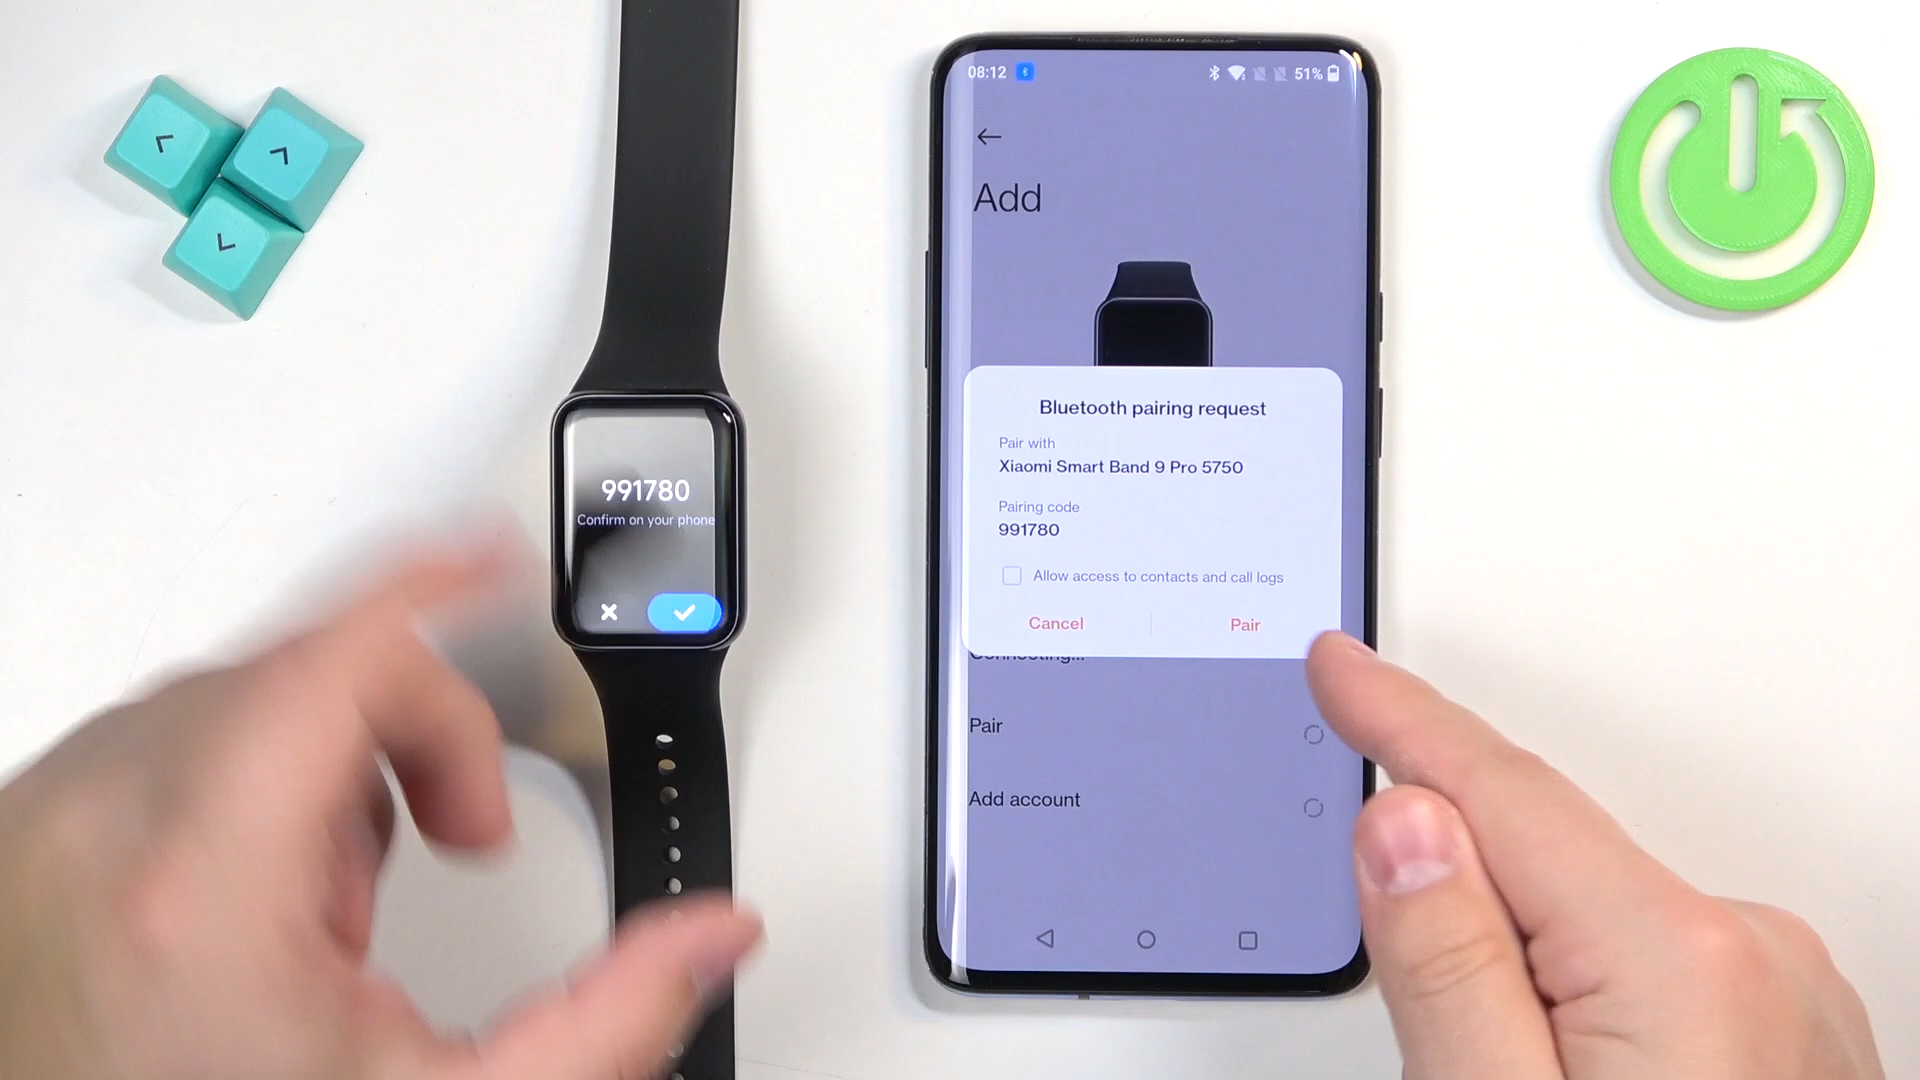 991780
Confirm on your phone
08:12
51%
Add
Bluetooth pairing request
Pair with
Xiaomi Smart Band 9 Pro 5750
Pairing code
991780
Allow access to contacts and call logs
Cancel
Pair
Connecting...
Pair
Add account